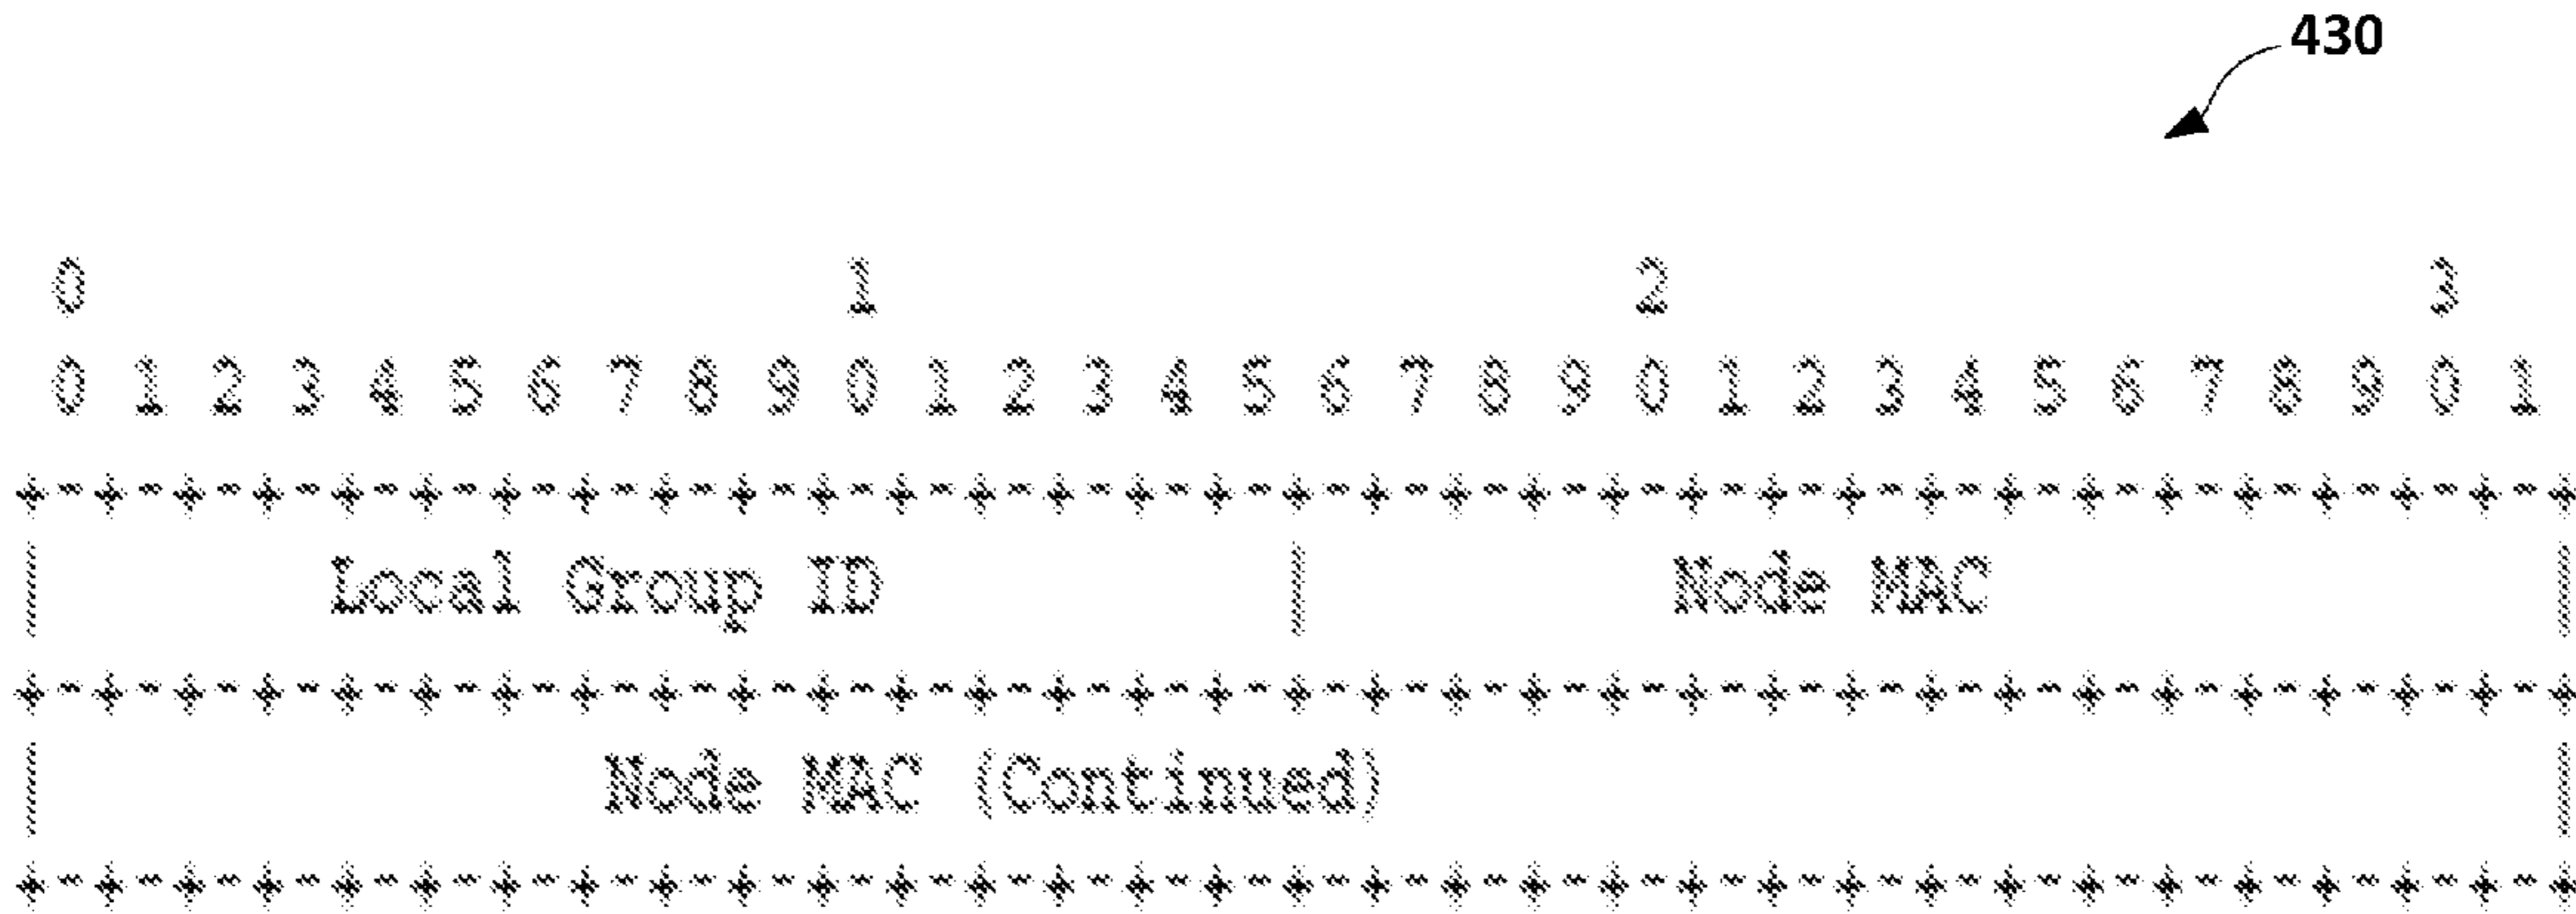 430
0 1 2 3
0 1 2 3 4 5 6 7 8 9 0 1 2 3 4 5 6 7 8 9 0 1 2 3 4 5 6 7 8 9 0 1
+-+-+-+-+-+-+-+-+-+-+-+-+-+-+-+-+-+-+-+-+-+-+-+-+-+-+-+-+-+-+-+-+
| Local Group ID | Node MAC |
+-+-+-+-+-+-+-+-+-+-+-+-+-+-+-+-+-+-+-+-+-+-+-+-+-+-+-+-+-+-+-+-+
| Node MAC (Continued) |
+-+-+-+-+-+-+-+-+-+-+-+-+-+-+-+-+-+-+-+-+-+-+-+-+-+-+-+-+-+-+-+-+